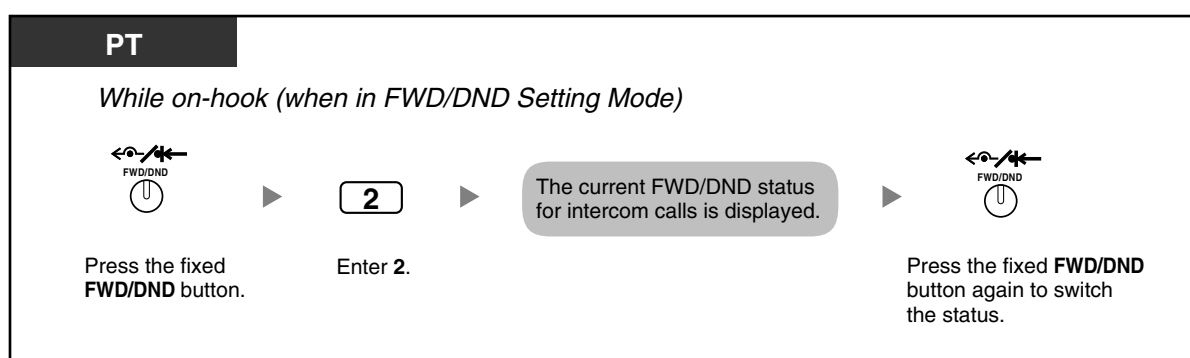 PT
While on-hook (when in FWD/DND Setting Mode)
FWD/DND
2
The current FWD/DND status
for intercom calls is displayed.
FWD/DND
Press the fixed
FWD/DND button.
Enter 2.
Press the fixed FWD/DND
button again to switch
the status.